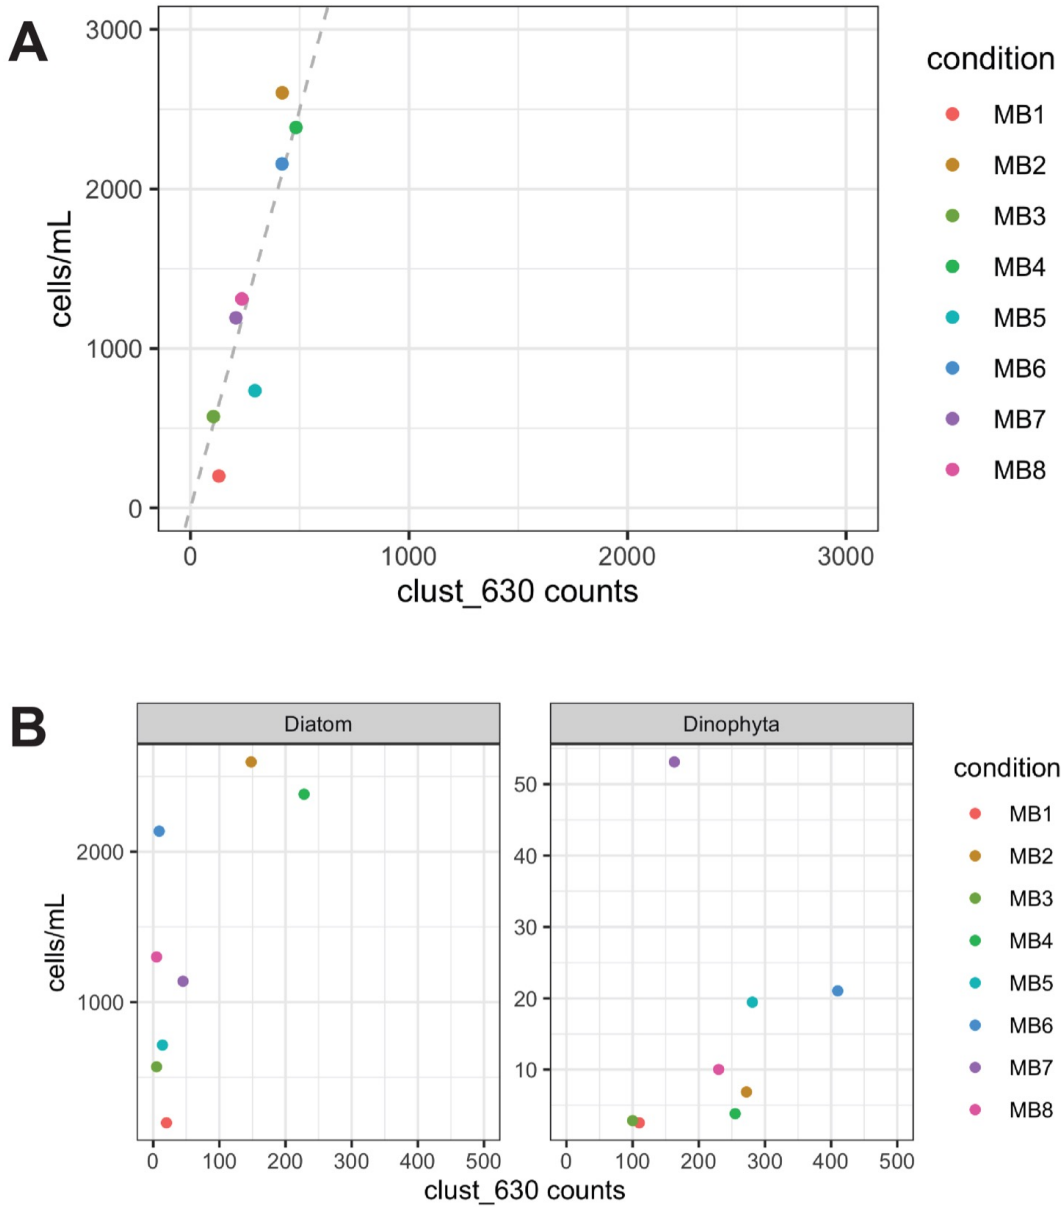 A
3000
2000
1000
0
cells/mL
0 1000 2000 3000
clust_630 counts
condition
MB1
MB2
MB3
MB4
MB5
MB6
MB7
MB8
B
Diatom
Dinophyta
cells/mL
2000
1000
0 100 200 300 400 500
50
40
30
20
10
0 100 200 300 400 500
clust_630 counts
condition
MB1
MB2
MB3
MB4
MB5
MB6
MB7
MB8